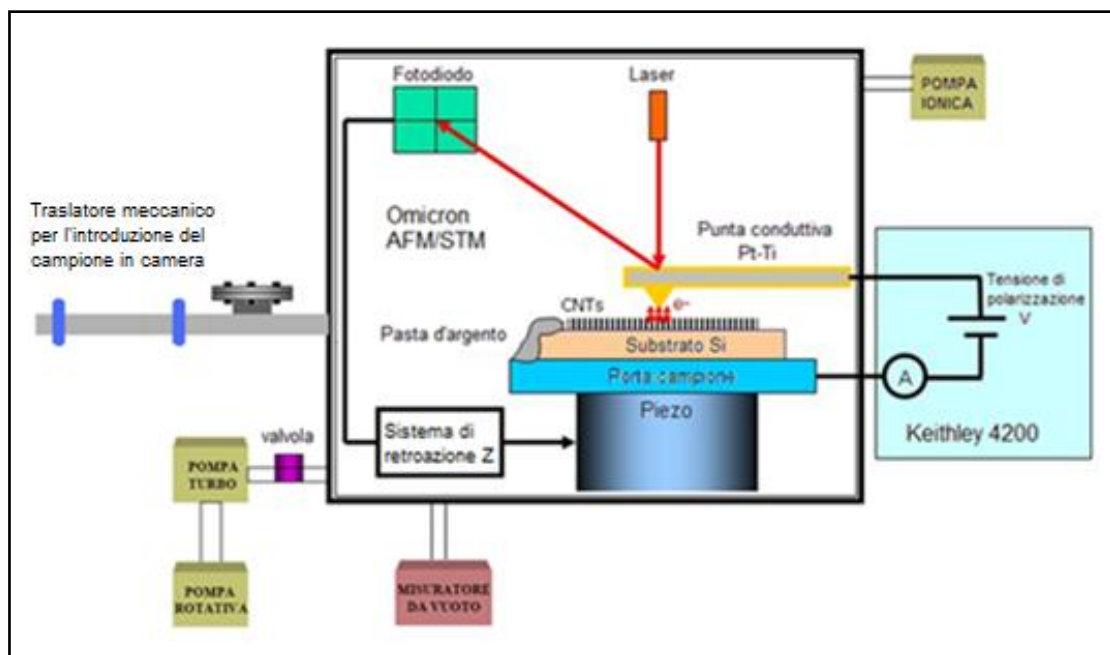 Fotodiodo
Laser
POMPA
IONICA
Traslatore meccanico
per l'introduzione del
campione in camera
Omicron
AFM/STM
Punta conduttiva
Pt-Ti
Tensione di
polarizzazione
V
CNTs
e-
Pasta d'argento
Substrato Si
Porta campione
A
Piezo
Keithley 4200
Sistema di
retroazione Z
valvola
POMPA
TURBO
POMPA
ROTATIVA
MISURATORE
DA VUOTO